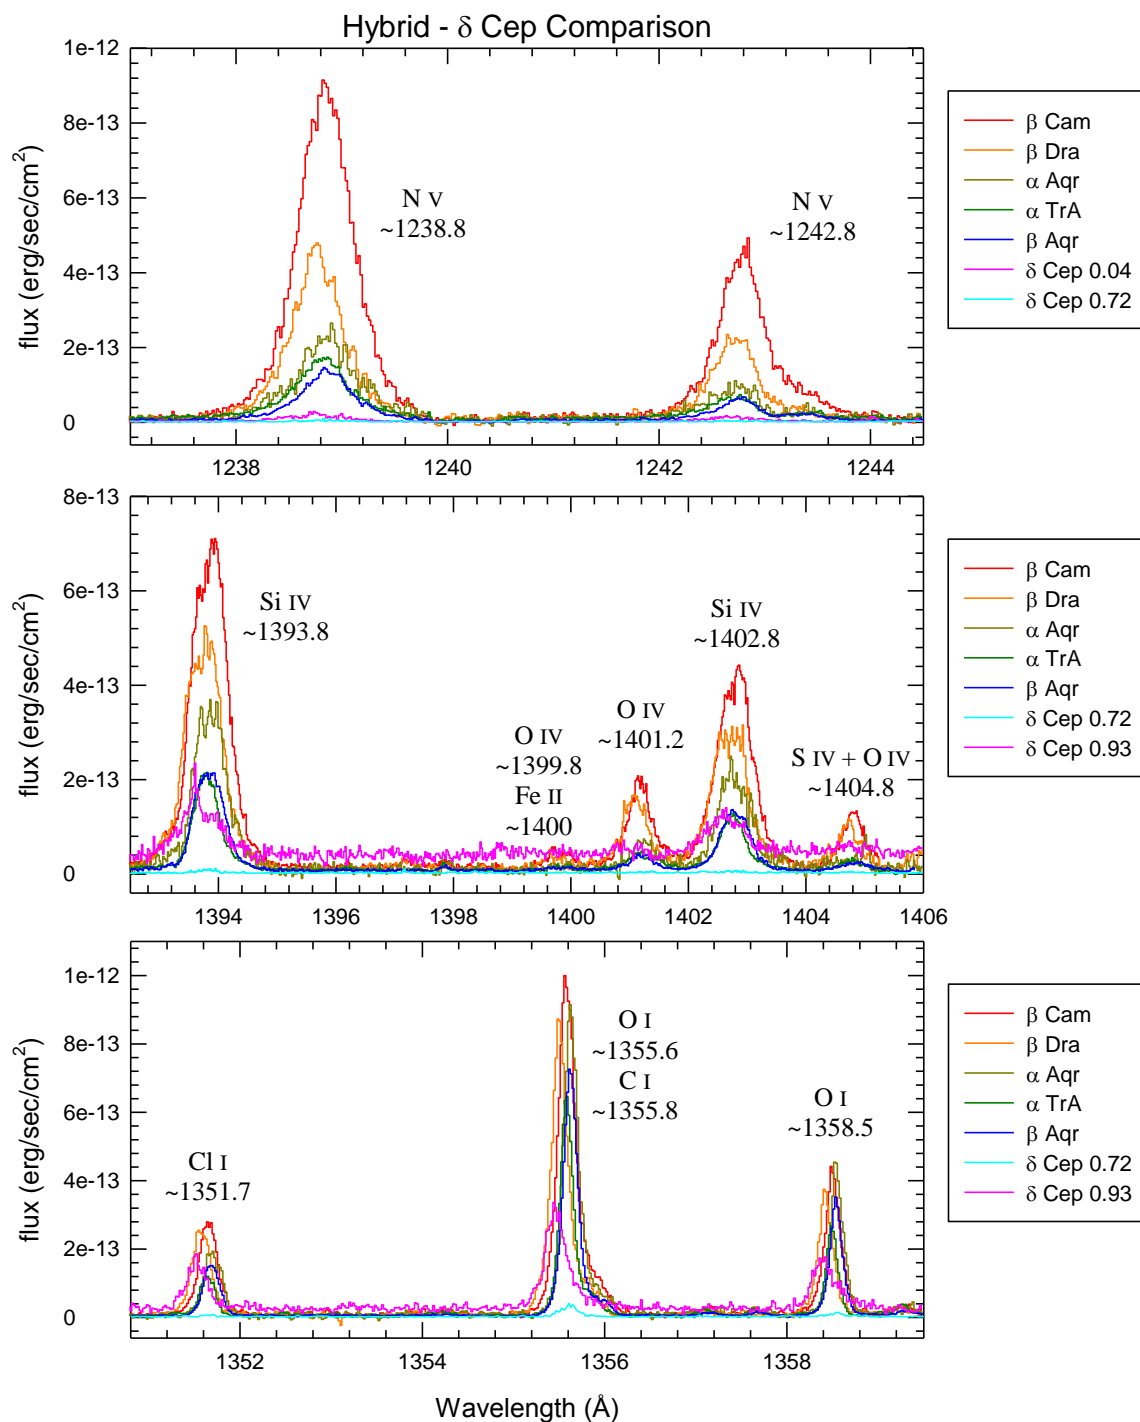 Hybrid - δ Cep Comparison
1e-12
8e-13
6e-13
4e-13
2e-13
0
flux (erg/sec/cm²)
N V
~1238.8
N V
~1242.8
1238
1240
1242
1244
β Cam
β Dra
α Aqr
α TrA
β Aqr
δ Cep 0.04
δ Cep 0.72
8e-13
6e-13
4e-13
2e-13
0
flux (erg/sec/cm²)
Si IV
~1393.8
O IV
~1399.8
Fe II
~1400
O IV
~1401.2
Si IV
~1402.8
S IV + O IV
~1404.8
1394
1396
1398
1400
1402
1404
1406
β Cam
β Dra
α Aqr
α TrA
β Aqr
δ Cep 0.72
δ Cep 0.93
1e-12
8e-13
6e-13
4e-13
2e-13
0
flux (erg/sec/cm²)
Cl I
~1351.7
O I
~1355.6
C I
~1355.8
O I
~1358.5
1352
1354
1356
1358
Wavelength (Å)
β Cam
β Dra
α Aqr
α TrA
β Aqr
δ Cep 0.72
δ Cep 0.93